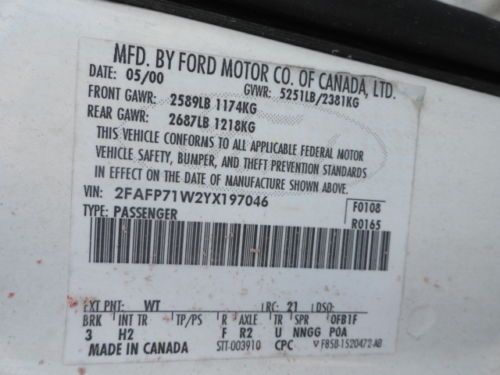 MFD. BY FORD MOTOR CO. OF CANADA, LTD.
DATE: 05/00 GVWR: 5251LB/2381KG
FRONT GAWR: 2589LB 1174KG
REAR GAWR: 2687LB 1218KG
THIS VEHICLE CONFORMS TO ALL APPLICABLE FEDERAL MOTOR
VEHICLE SAFETY, BUMPER, AND THEFT PREVENTION STANDARDS
IN EFFECT ON THE DATE OF MANUFACTURE SHOWN ABOVE.
VIN: 2FAFP71W2YX197046 F0108
TYPE: PASSENGER R0165
EXT PNT: WT RC: 21 DSO:
BRK INT TR TP/PS R AXLE TR SPR 0FB1F
3 H2 F R2 U NNGG P0A
MADE IN CANADA STT-003910 CPC F85B-1520472-AB